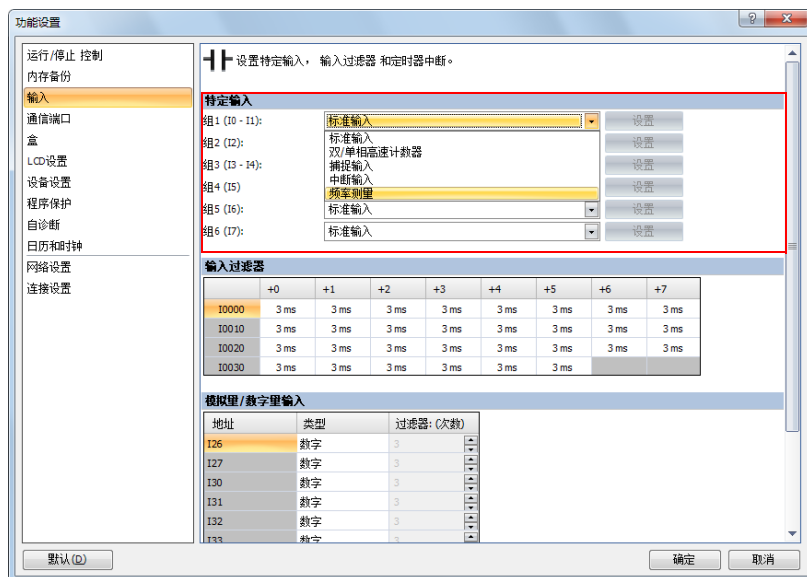 功能设置
运行/停止 控制
内存备份
输入
通信端口
盒
LCD设置
设备设置
程序保护
自诊断
日历和时钟
网络设置
连接设置
设置特定输入， 输入过滤器 和定时器中断。
特定输入
组1 (I0 - I1): 标准输入 设置
组2 (I2): 标准输入 设置
组3 (I3 - I4): 双/单相高速计数器 设置
捕捉输入
组4 (I5) 中断输入 设置
频率测量
组5 (I6): 标准输入 设置
组6 (I7): 标准输入 设置
输入过滤器
+0 +1 +2 +3 +4 +5 +6 +7
I0000 3 ms 3 ms 3 ms 3 ms 3 ms 3 ms 3 ms 3 ms
I0010 3 ms 3 ms 3 ms 3 ms 3 ms 3 ms 3 ms 3 ms
I0020 3 ms 3 ms 3 ms 3 ms 3 ms 3 ms 3 ms 3 ms
I0030 3 ms 3 ms 3 ms 3 ms 3 ms 3 ms
模拟里/数字里输入
地址 类型 过滤器: (次数)
I26 数字 3
I27 数字 3
I30 数字 3
I31 数字 3
I32 数字 3
I33 数字 3
默认(D) 确定 取消